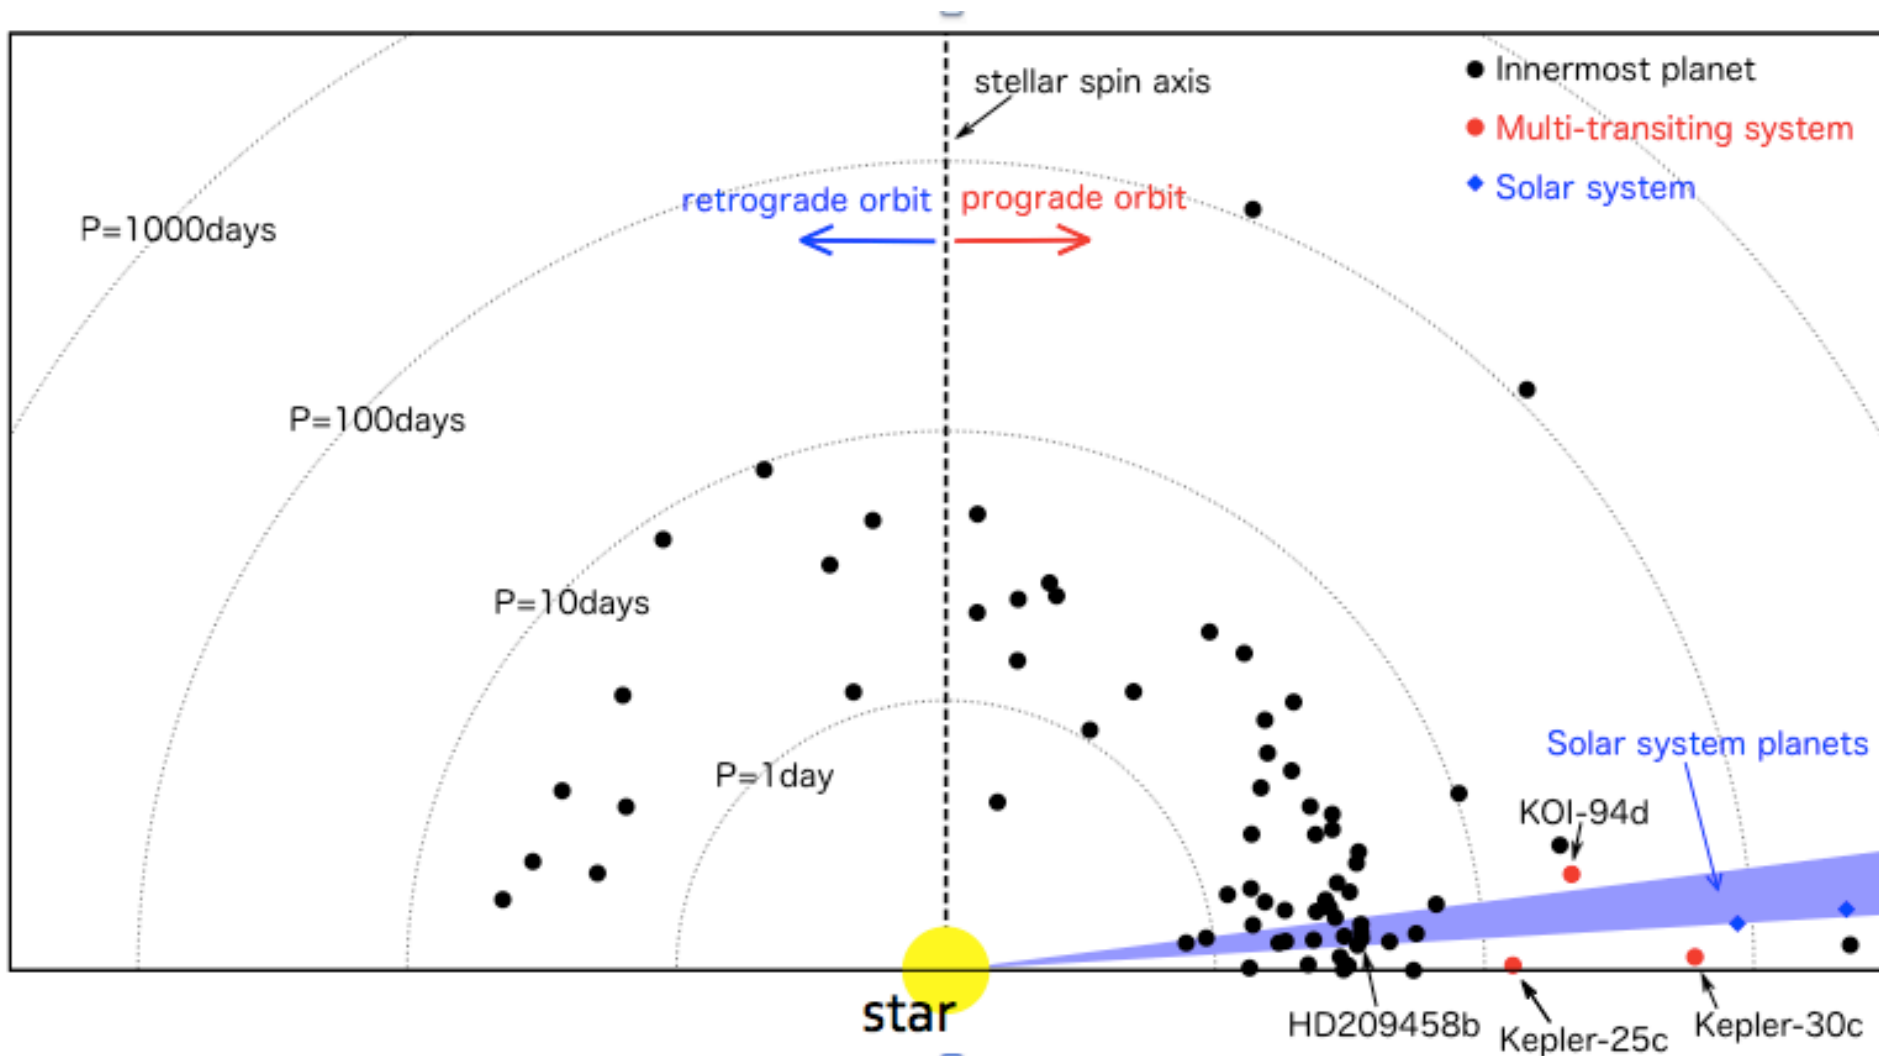 stellar spin axis
Innermost planet
Multi-transiting system
Solar system
retrograde orbit
prograde orbit
P=1000days
P=100days
P=10days
P=1day
Solar system planets
KOI-94d
star
HD209458b
Kepler-25c
Kepler-30c